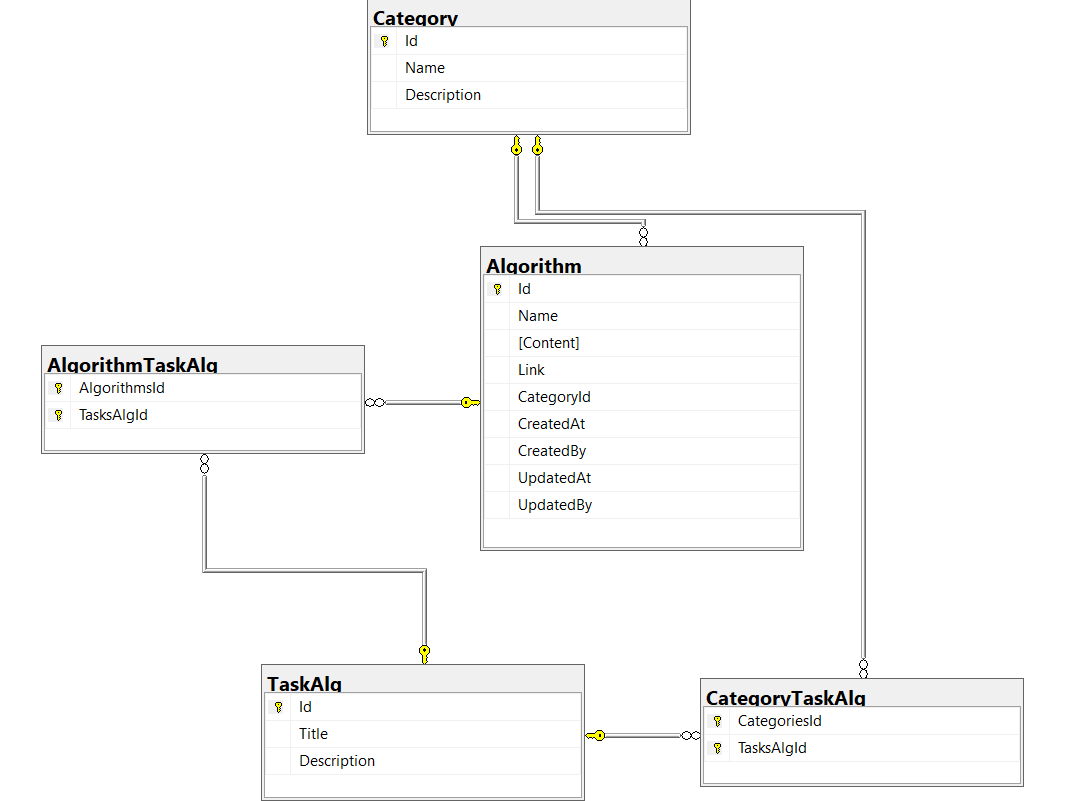 Category
Id
Name
Description
Algorithm
Id
Name
[Content]
Link
CategoryId
CreatedAt
CreatedBy
UpdatedAt
UpdatedBy
AlgorithmTaskAlg
AlgorithmsId
TasksAlgId
TaskAlg
Id
Title
Description
CategoryTaskAlg
CategoriesId
TasksAlgId